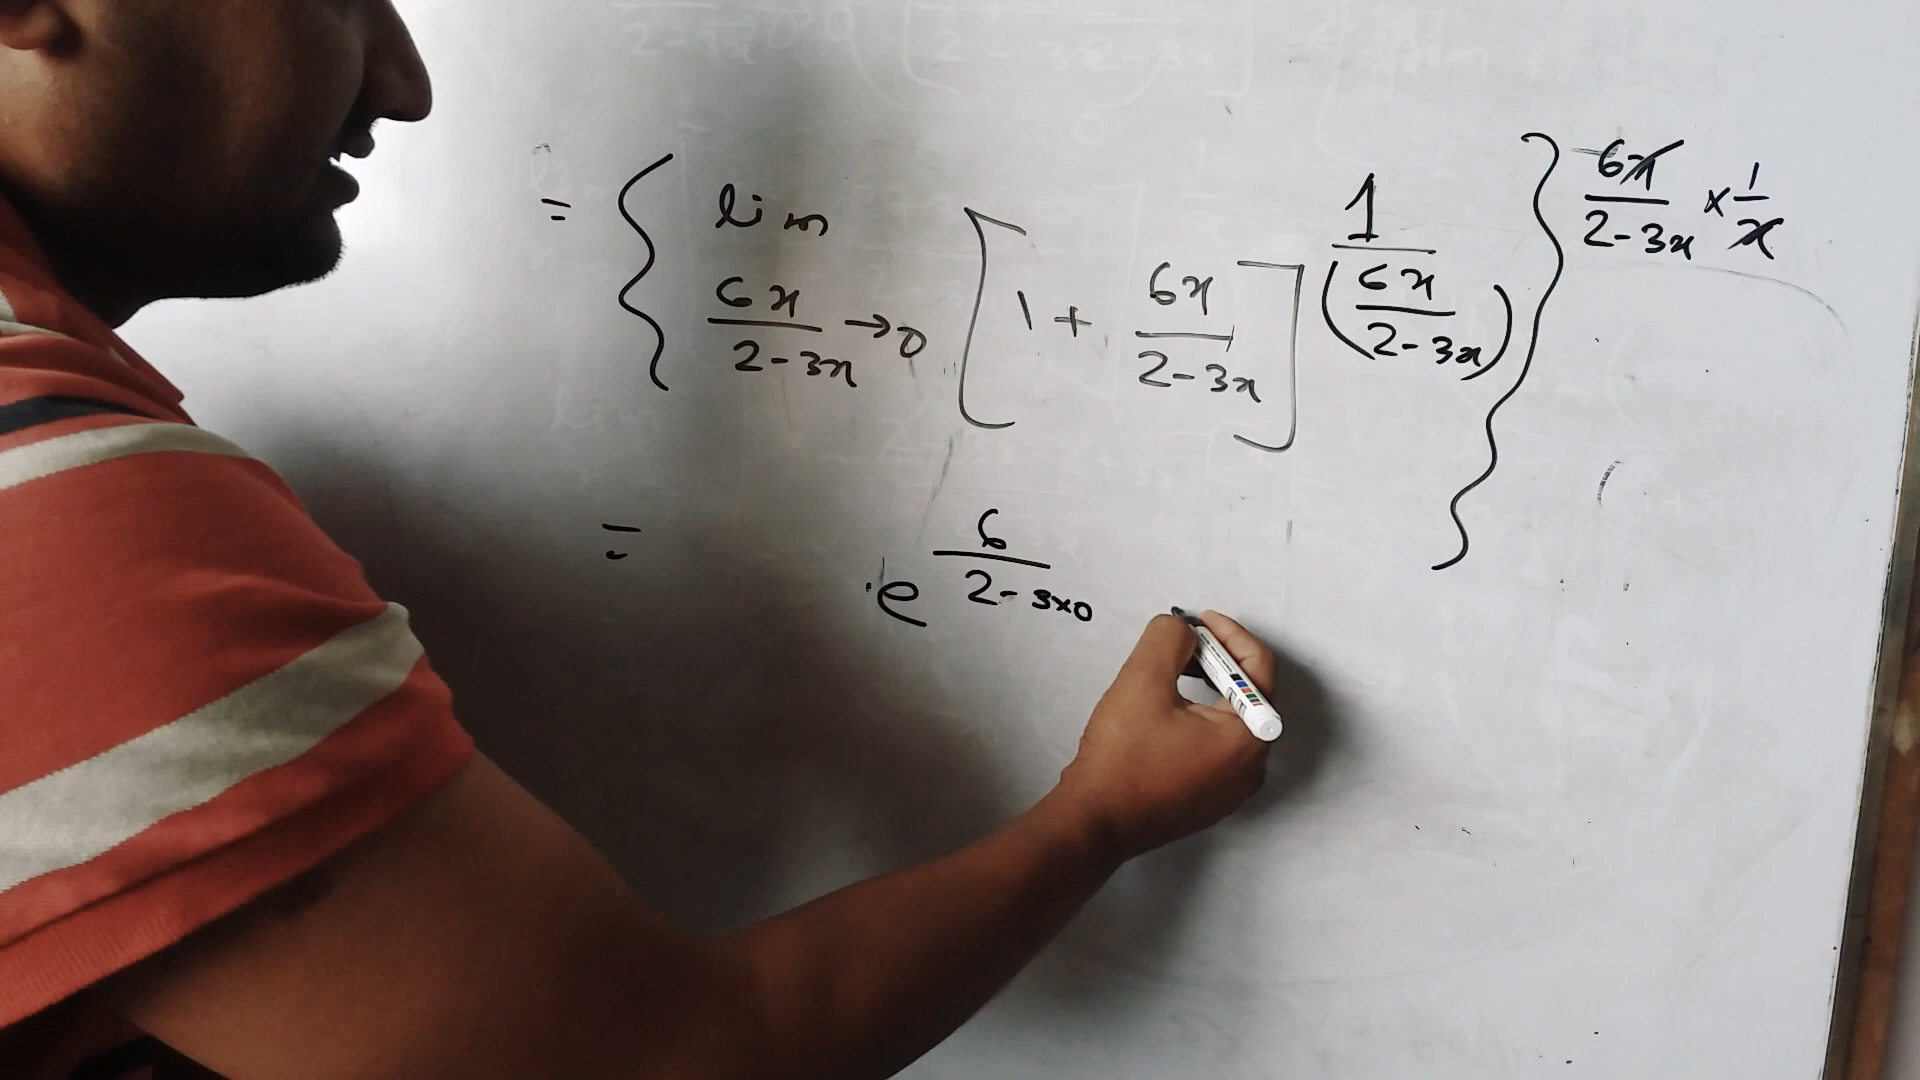 = { lim 6x/(2-3x) → 0 [ 1 + 6x/(2-3x) ] ^ 1/(6x/(2-3x)) } ^ 6x/(2-3x) × 1/x
= e ^ 6/(2-3×0)